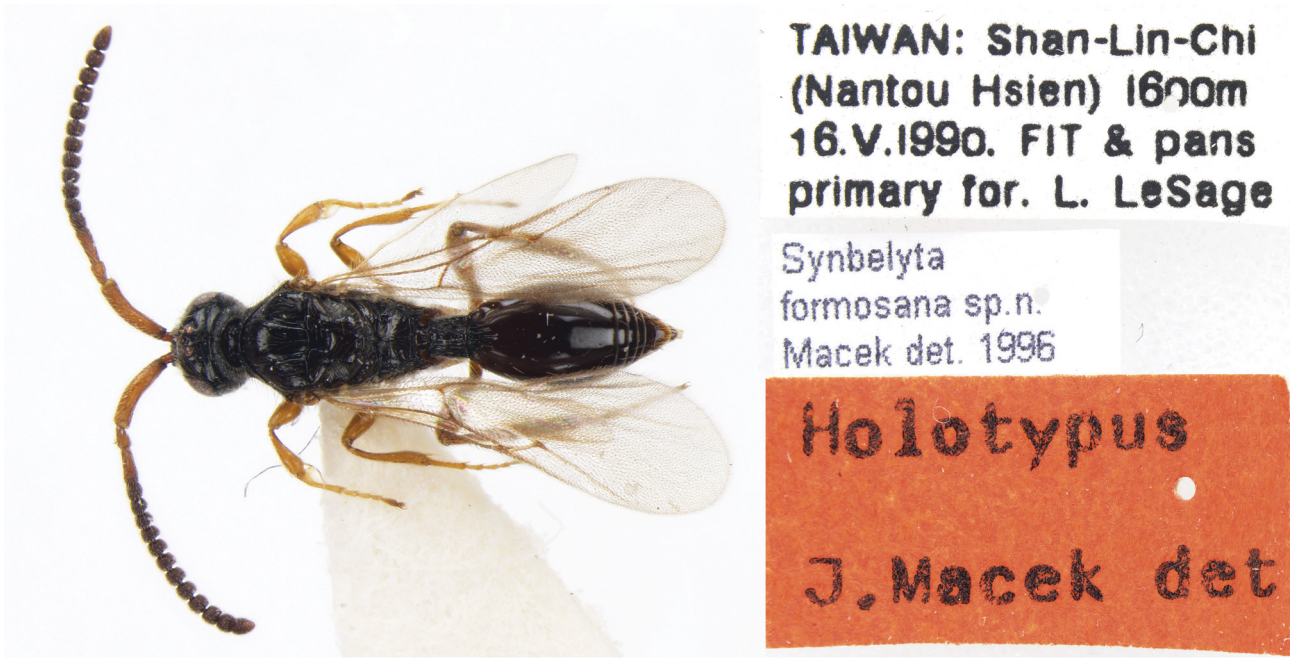 TAIWAN: Shan-Lin-Chi
(Nantou Hsien) 1600m
16.V.1990. FIT & pans
primary for. L. LeSage
Synbelyta
formosana sp.n.
Macek det. 1996
Holotypus
J.Macek det